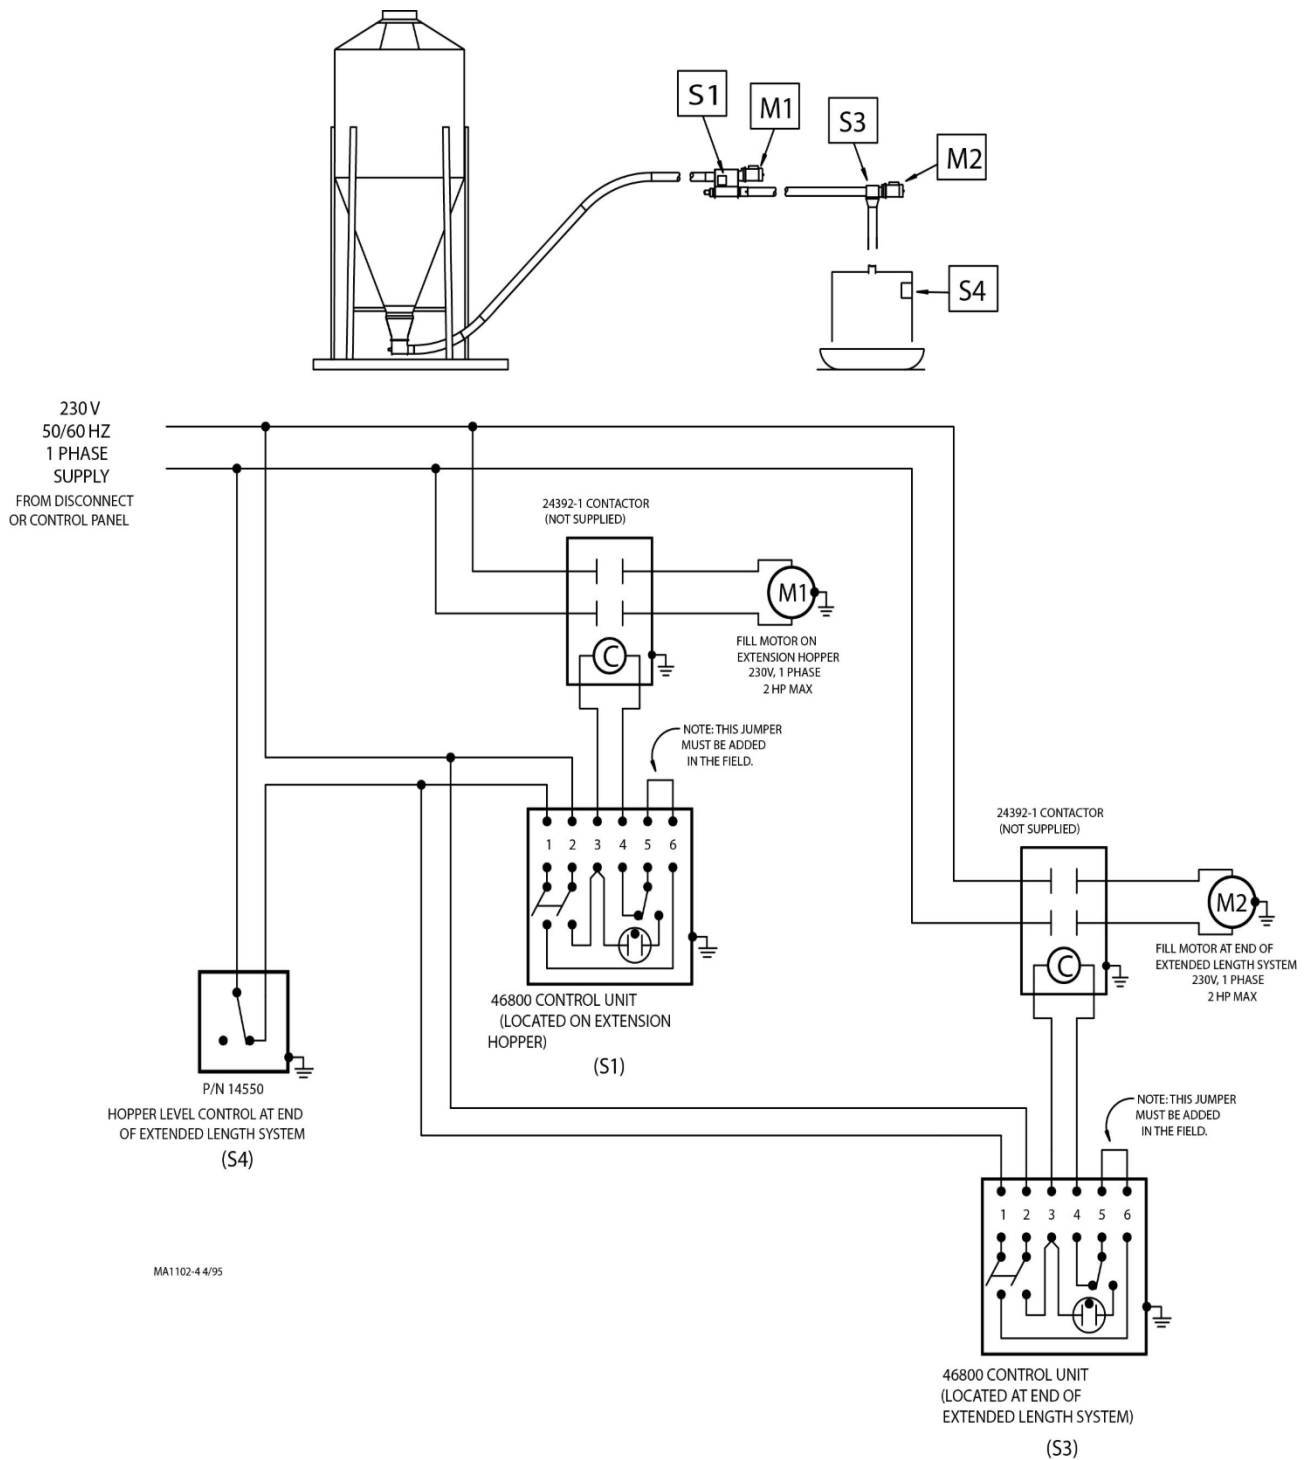 S1
M1
S3
M2
S4
230 V
50/60 HZ
1 PHASE
SUPPLY
FROM DISCONNECT
OR CONTROL PANEL
24392-1 CONTACTOR
(NOT SUPPLIED)
M1
C
FILL MOTOR ON
EXTENSION HOPPER
230V, 1 PHASE
2 HP MAX
NOTE: THIS JUMPER
MUST BE ADDED
IN THE FIELD.
1 2 3 4 5 6
46800 CONTROL UNIT
(LOCATED ON EXTENSION
HOPPER)
(S1)
24392-1 CONTACTOR
(NOT SUPPLIED)
M2
C
FILL MOTOR AT END OF
EXTENDED LENGTH SYSTEM
230V, 1 PHASE
2 HP MAX
P/N 14550
HOPPER LEVEL CONTROL AT END
OF EXTENDED LENGTH SYSTEM
(S4)
NOTE: THIS JUMPER
MUST BE ADDED
IN THE FIELD.
1 2 3 4 5 6
MA1102-4 4/95
46800 CONTROL UNIT
(LOCATED AT END OF
EXTENDED LENGTH SYSTEM)
(S3)